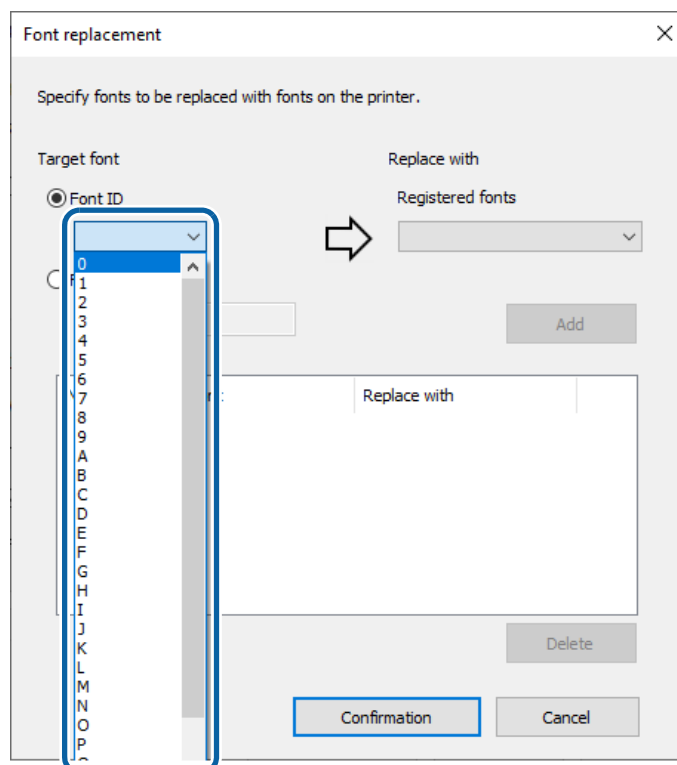 Font replacement
Specify fonts to be replaced with fonts on the printer.
Target font
Replace with
Font ID
Registered fonts
0
1
2
3
4
5
6
7
8
9
A
B
C
D
E
F
G
H
I
J
K
L
M
N
O
P
Add
Replace with
Delete
Confirmation
Cancel